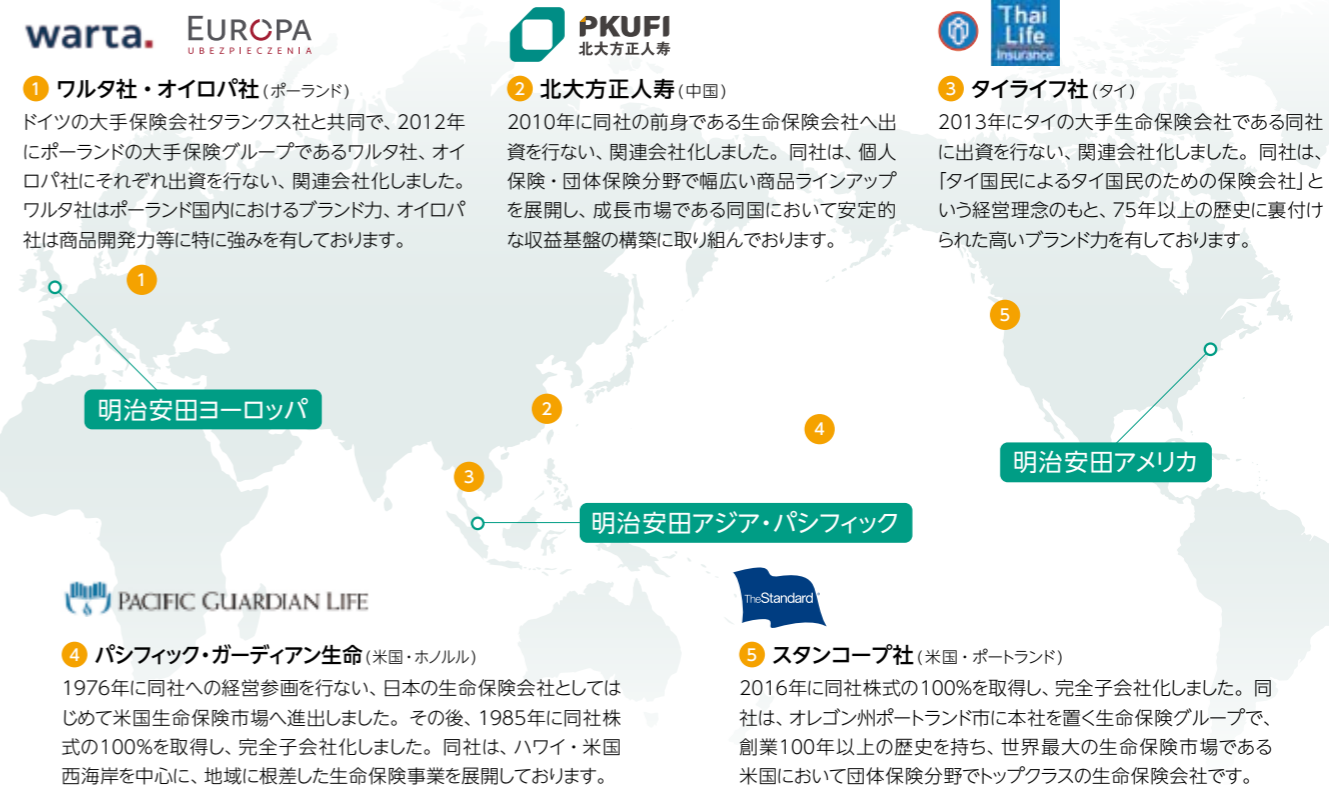 warta.
EUROPA
UBEZPIECZENIA
1 ワルタ社・オイロパ社(ポーランド)
ドイツの大手保険会社タランクス社と共同で、2012年
にポーランドの大手保険グループであるワルタ社、オイ
ロパ社にそれぞれ出資を行ない、関連会社化しました。
ワルタ社はポーランド国内におけるブランド力、オイロパ
社は商品開発力等に特に強みを有しております。
PKUFI
北大方正人寿
2 北大方正人寿(中国)
2010年に同社の前身である生命保険会社へ出
資を行ない、関連会社化しました。同社は、個人
保険・団体保険分野で幅広い商品ラインアップ
を展開し、成長市場である同国において安定的
な収益基盤の構築に取り組んでおります。
Thai
Life
Insurance
3 タイライフ社(タイ)
2013年にタイの大手生命保険会社である同社
に出資を行ない、関連会社化しました。同社は、
「タイ国民によるタイ国民のための保険会社」と
いう経営理念のもと、75年以上の歴史に裏付け
られた高いブランド力を有しております。
1
5
明治安田ヨーロッパ
2
4
明治安田アメリカ
3
明治安田アジア・パシフィック
PACIFIC GUARDIAN LIFE
4 パシフィック・ガーディアン生命(米国・ホノルル)
1976年に同社への経営参画を行ない、日本の生命保険会社としては
じめて米国生命保険市場へ進出しました。その後、1985年に同社株
式の100%を取得し、完全子会社化しました。同社は、ハワイ・米国
西海岸を中心に、地域に根差した生命保険事業を展開しております。
TheStandard
5 スタンコープ社(米国・ポートランド)
2016年に同社株式の100%を取得し、完全子会社化しました。同
社は、オレゴン州ポートランド市に本社を置く生命保険グループで、
創業100年以上の歴史を持ち、世界最大の生命保険市場である
米国において団体保険分野でトップクラスの生命保険会社です。